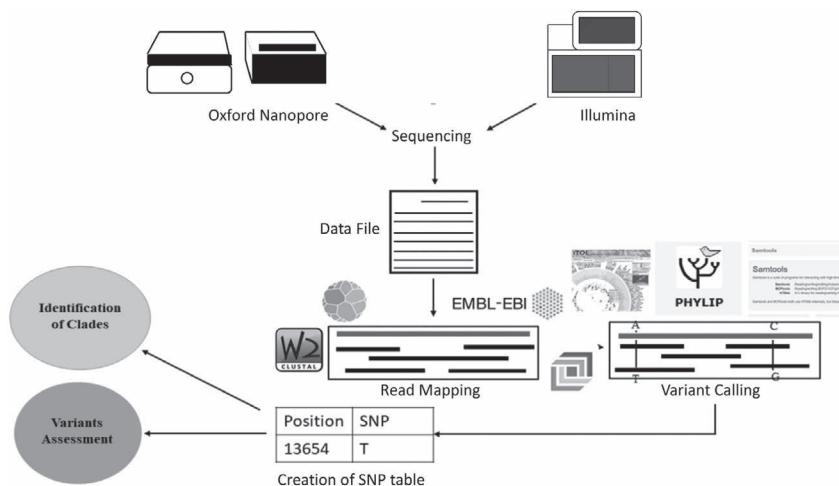 Oxford Nanopore
Illumina
Sequencing
Data File
ITOL
Samtools
Samtools
PHYLIP
EMBL-EBI
W2
CLUSTAL
A
C
T
G
Read Mapping
Variant Calling
Identification
of Clades
Variants
Assessment
Position SNP
13654 T
Creation of SNP table